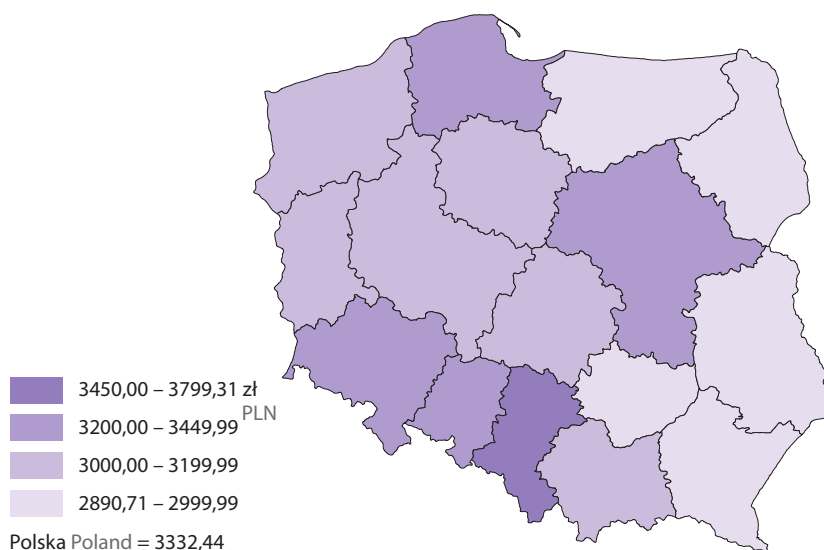 3450,00 – 3799,31 zł
PLN
3200,00 – 3449,99
3000,00 – 3199,99
2890,71 – 2999,99
Polska Poland = 3332,44